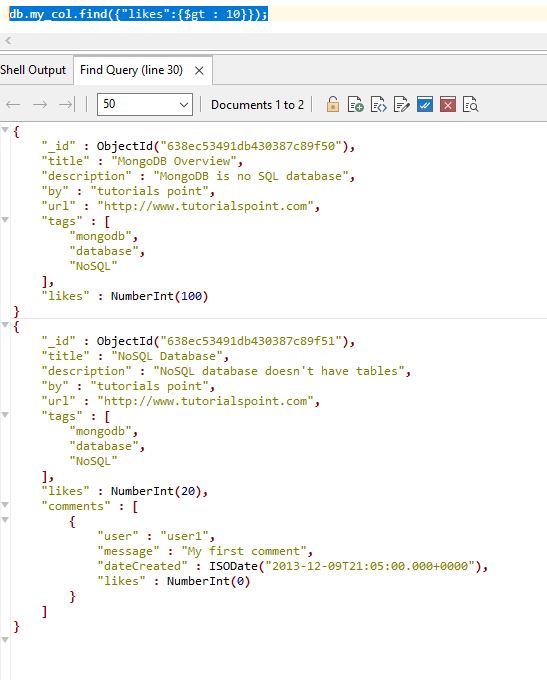 db.my_col.find({"likes":{$gt : 10}});
Shell Output Find Query (line 30)
50 Documents 1 to 2
{
"_id" : ObjectId("638ec53491db430387c89f50"),
"title" : "MongoDB Overview",
"description" : "MongoDB is no SQL database",
"by" : "tutorials point",
"url" : "http://www.tutorialspoint.com",
"tags" : [
"mongodb",
"database",
"NoSQL"
],
"likes" : NumberInt(100)
}
{
"_id" : ObjectId("638ec53491db430387c89f51"),
"title" : "NoSQL Database",
"description" : "NoSQL database doesn't have tables",
"by" : "tutorials point",
"url" : "http://www.tutorialspoint.com",
"tags" : [
"mongodb",
"database",
"NoSQL"
],
"likes" : NumberInt(20),
"comments" : [
{
"user" : "user1",
"message" : "My first comment",
"dateCreated" : ISODate("2013-12-09T21:05:00.000+0000"),
"likes" : NumberInt(0)
}
]
}